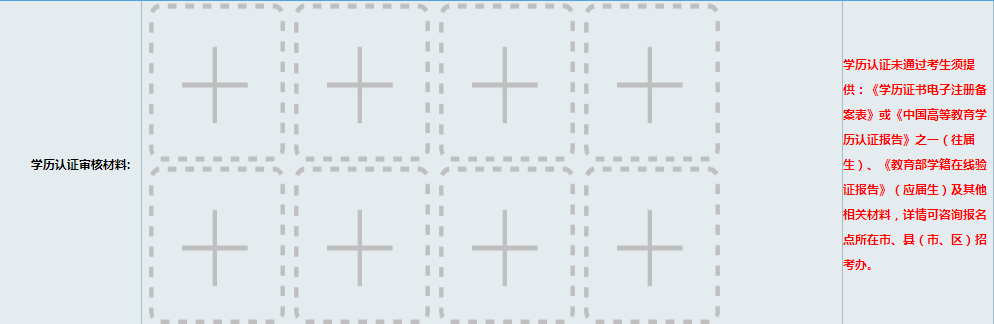 学历认证审核材料:
学历认证未通过考生须提
供：《学历证书电子注册备
案表》或《中国高等教育学
历认证报告》之一（往届
生）、《教育部学籍在线验
证报告》（应届生）及其他
相关材料，详情可咨询报名
点所在市、县（市、区）招
考办。